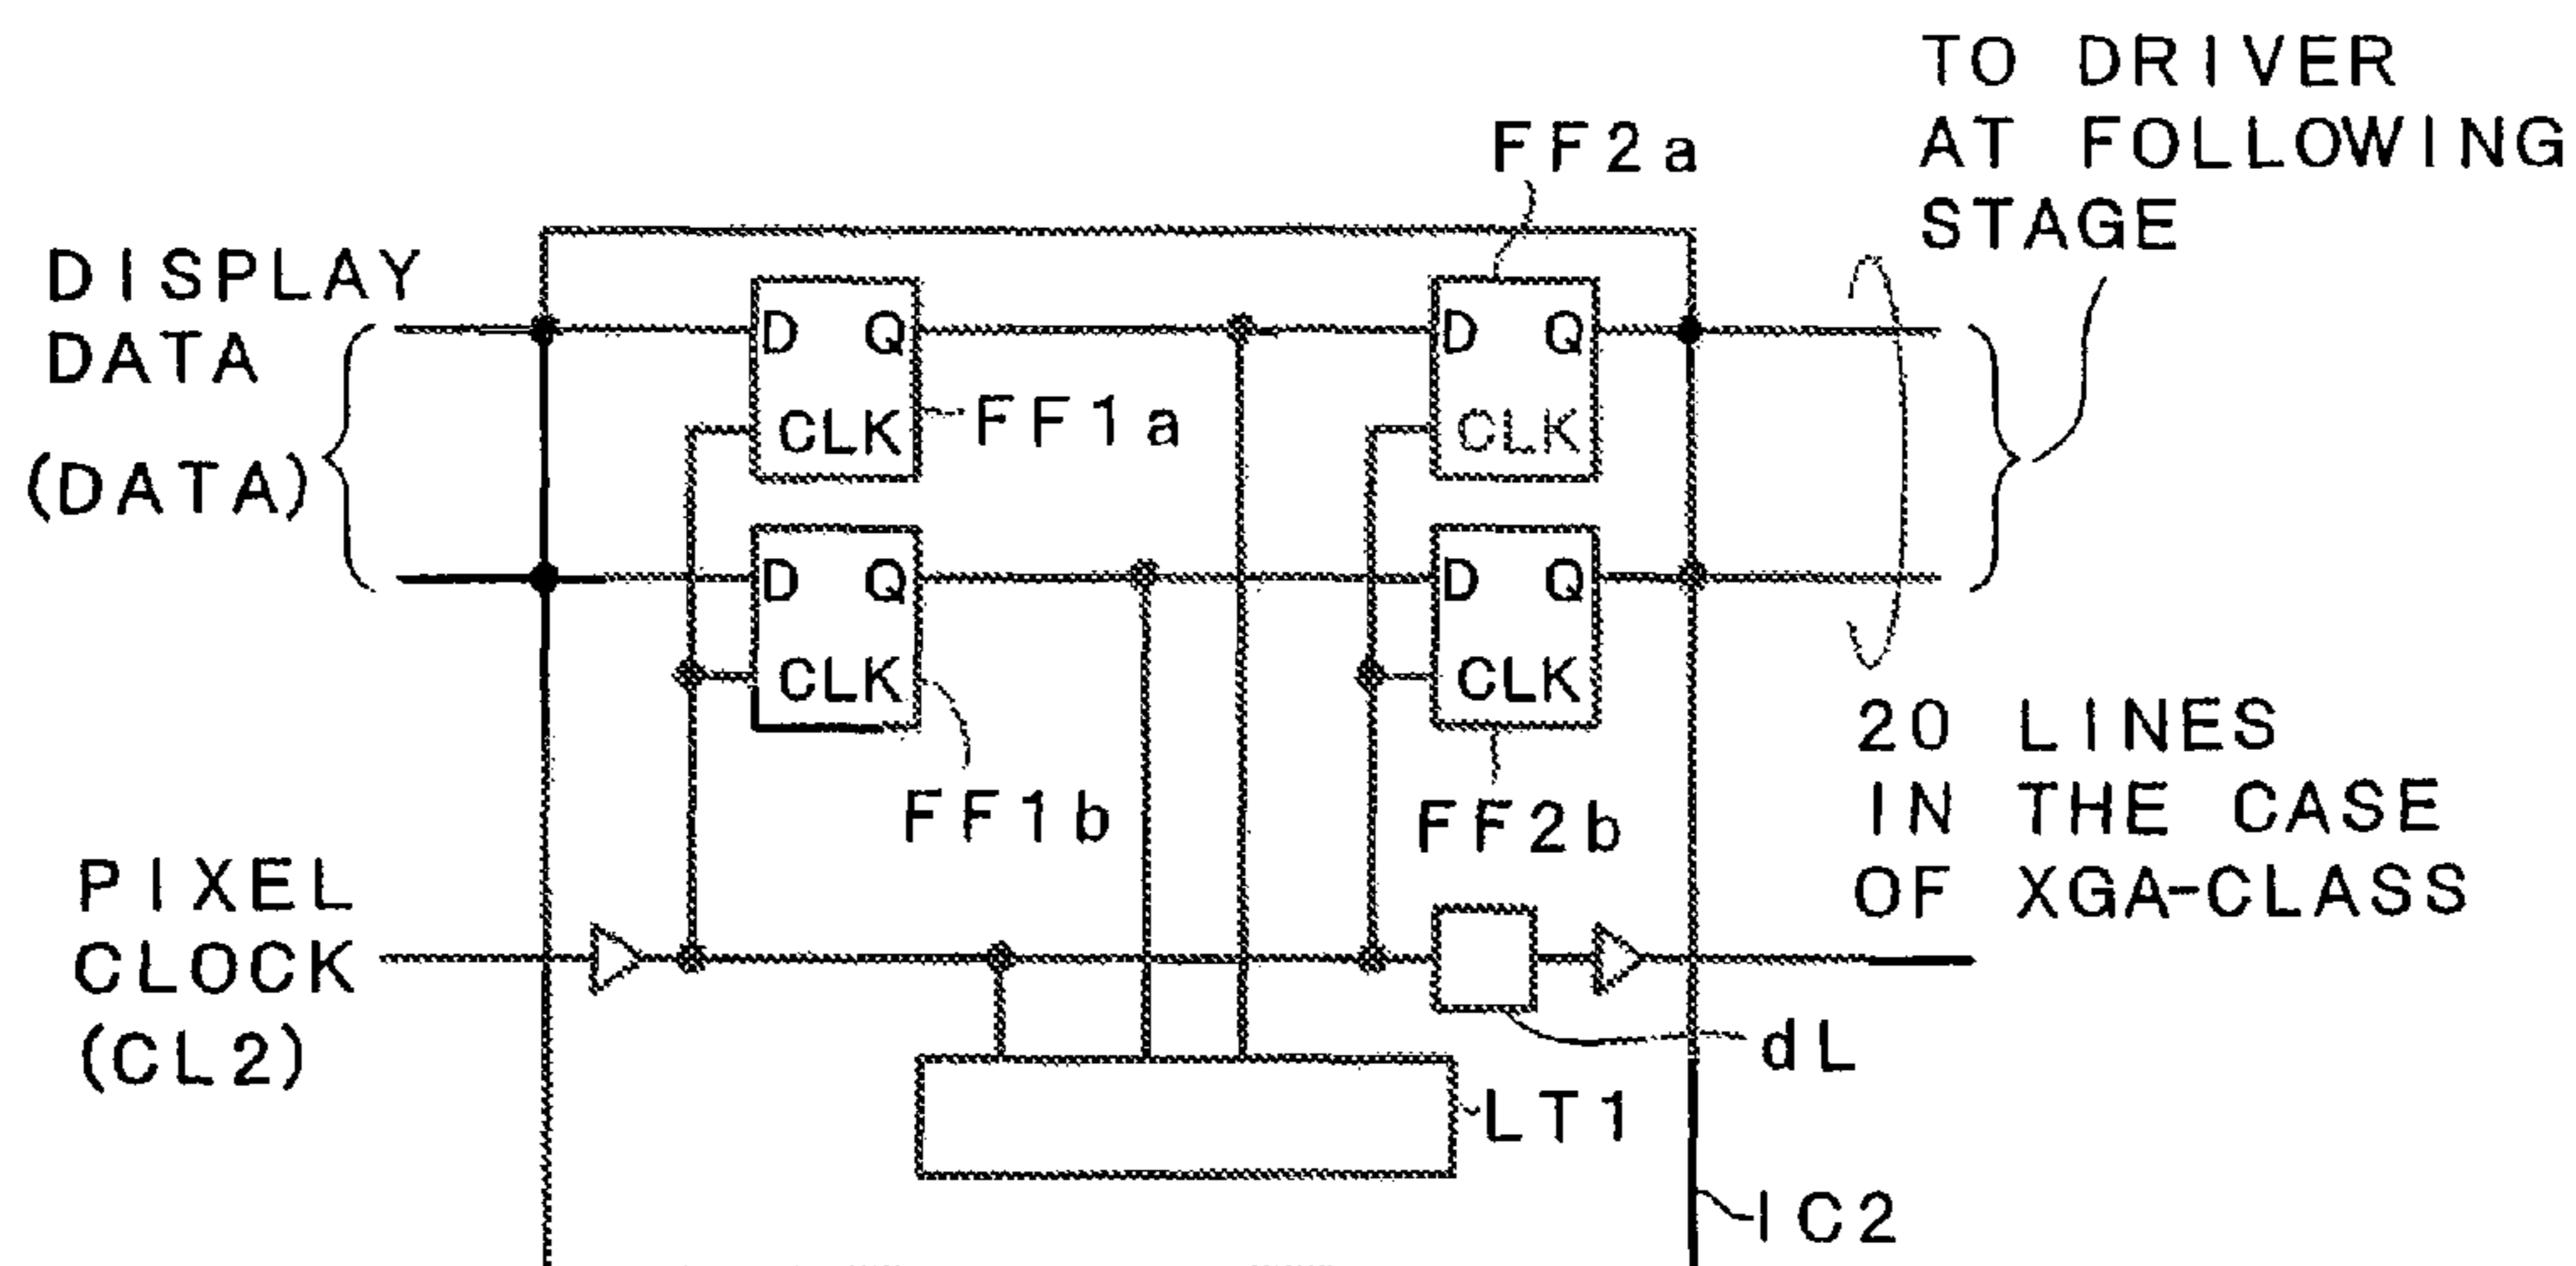 TO DRIVER
AT FOLLOWING
STAGE
FF2a
DISPLAY
DATA
(DATA)
D Q
CLK
FF1a
D Q
CLK
D Q
CLK
FF1b
D Q
CLK
FF2b
20 LINES
IN THE CASE
OF XGA-CLASS
PIXEL
CLOCK
(CL2)
dL
LT1
IC2